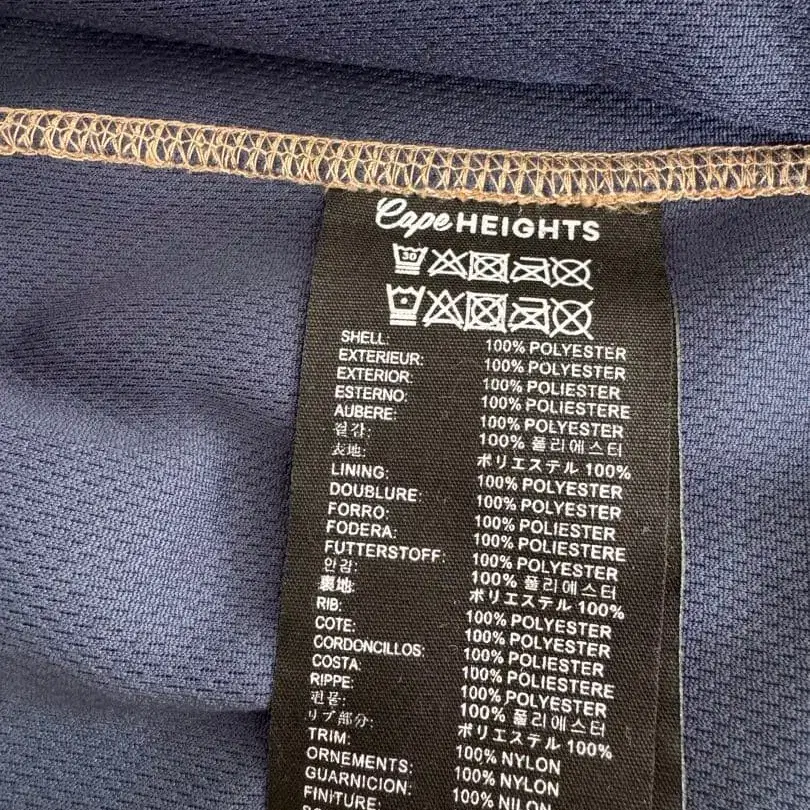 Cape HEIGHTS
30
SHELL: 100% POLYESTER
EXTERIEUR: 100% POLYESTER
EXTERIOR: 100% POLIESTER
ESTERNO: 100% POLIESTERE
AUBERE: 100% POLYESTER
겉감: 100% 폴리에스터
表地: ポリエステル 100%
LINING: 100% POLYESTER
DOUBLURE: 100% POLYESTER
FORRO: 100% POLIESTER
FODERA: 100% POLIESTERE
FUTTERSTOFF: 100% POLYESTER
안감: 100% 폴리에스터
裏地: ポリエステル 100%
RIB: 100% POLYESTER
COTE: 100% POLYESTER
CORDONCILLOS: 100% POLIESTER
COSTA: 100% POLIESTERE
RIPPE: 100% POLYESTER
편물: 100% 폴리에스터
リブ部分: ポリエステル 100%
TRIM: 100% NYLON
ORNEMENTS: 100% NYLON
GUARNICION: 100% NILON
FINITURE: